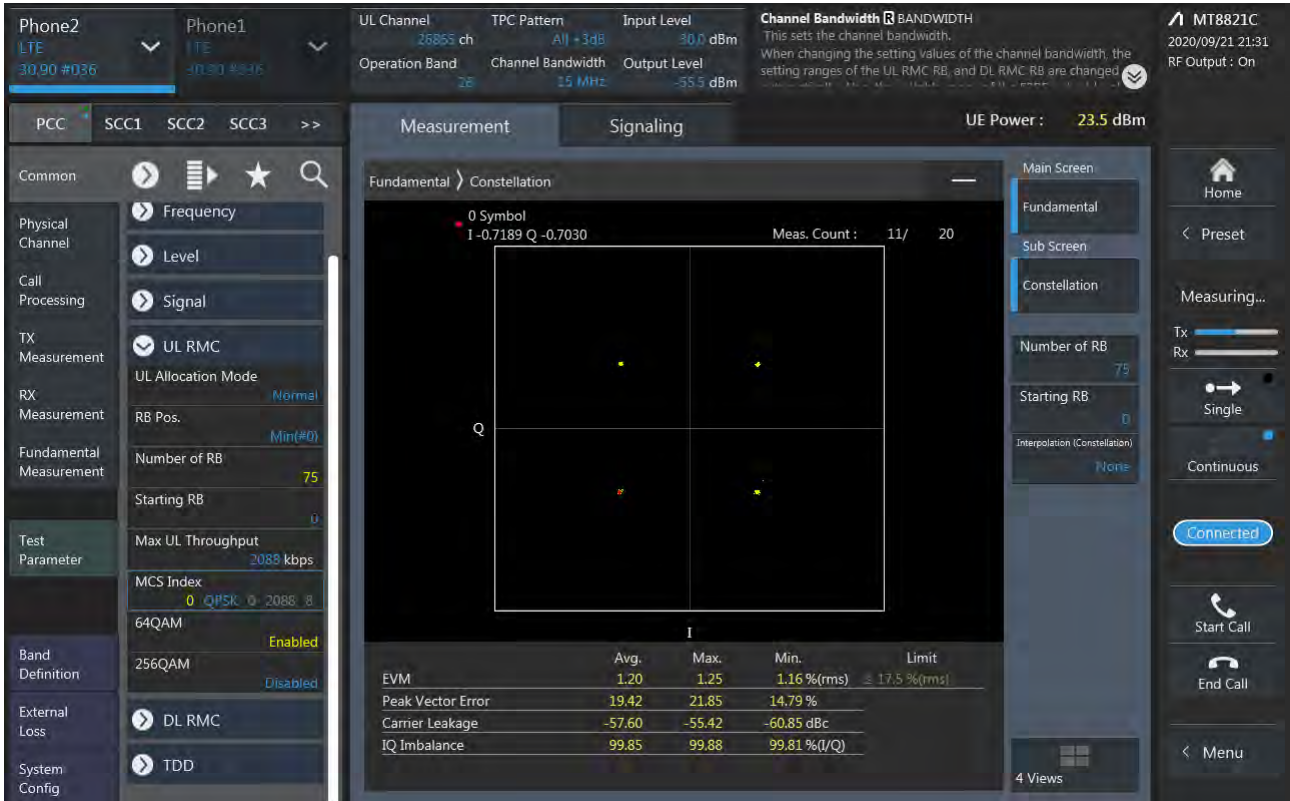 Phone2
LTE
30.90 #036
Phone1
LTE
30.90 #036
UL Channel
26865 ch
TPC Pattern
All +3dB
Input Level
30.0 dBm
Operation Band
26
Channel Bandwidth
15 MHz
Output Level
-55.5 dBm
Channel Bandwidth R BANDWIDTH
This sets the channel bandwidth.
When changing the setting values of the channel bandwidth, the
setting ranges of the UL RMC RB, and DL RMC RB are changed
MT8821C
2020/09/21 21:31
RF Output : On
PCC SCC1 SCC2 SCC3 >>
Measurement
Signaling
UE Power : 23.5 dBm
Common
Physical
Channel
Call
Processing
TX
Measurement
RX
Measurement
Fundamental
Measurement
Test
Parameter
Band
Definition
External
Loss
System
Config
Frequency
Level
Signal
UL RMC
UL Allocation Mode
Normal
RB Pos.
Min(#0)
Number of RB
75
Starting RB
0
Max UL Throughput
2088 kbps
MCS Index
0 QPSK 0 2088 8
64QAM
Enabled
256QAM
Disabled
DL RMC
TDD
Fundamental 〉 Constellation
0 Symbol
I -0.7189 Q -0.7030
Meas. Count : 11/ 20
Q
I
Avg. Max. Min. Limit
EVM 1.20 1.25 1.16 %(rms) ≤ 17.5 %(rms)
Peak Vector Error 19.42 21.85 14.79 %
Carrier Leakage -57.60 -55.42 -60.85 dBc
IQ Imbalance 99.85 99.88 99.81 %(I/Q)
Main Screen
Fundamental
Sub Screen
Constellation
Number of RB
75
Starting RB
0
Interpolation (Constellation)
None
4 Views
Home
< Preset
Measuring...
Tx
Rx
Single
Continuous
Connected
Start Call
End Call
< Menu